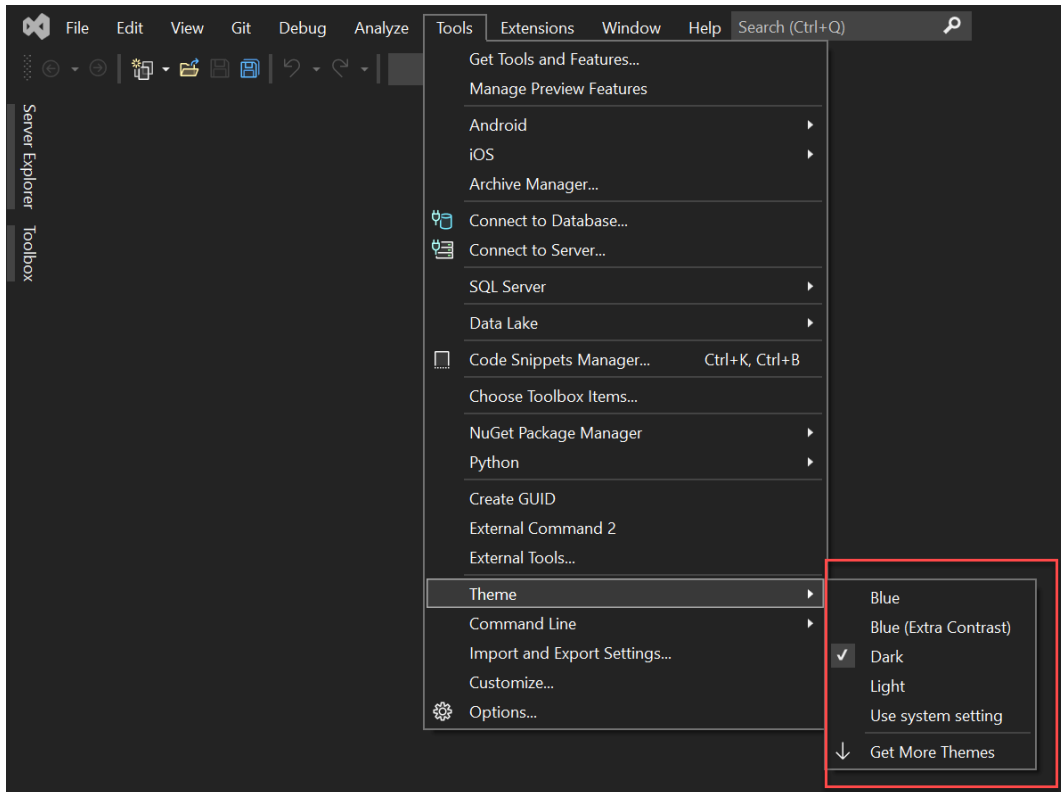 File Edit View Git Debug Analyze Tools Extensions Window Help Search (Ctrl+Q)
Server Explorer
Toolbox
Get Tools and Features...
Manage Preview Features
Android
iOS
Archive Manager...
Connect to Database...
Connect to Server...
SQL Server
Data Lake
Code Snippets Manager... Ctrl+K, Ctrl+B
Choose Toolbox Items...
NuGet Package Manager
Python
Create GUID
External Command 2
External Tools...
Theme
Command Line
Import and Export Settings...
Customize...
Options...
Blue
Blue (Extra Contrast)
Dark
Light
Use system setting
Get More Themes